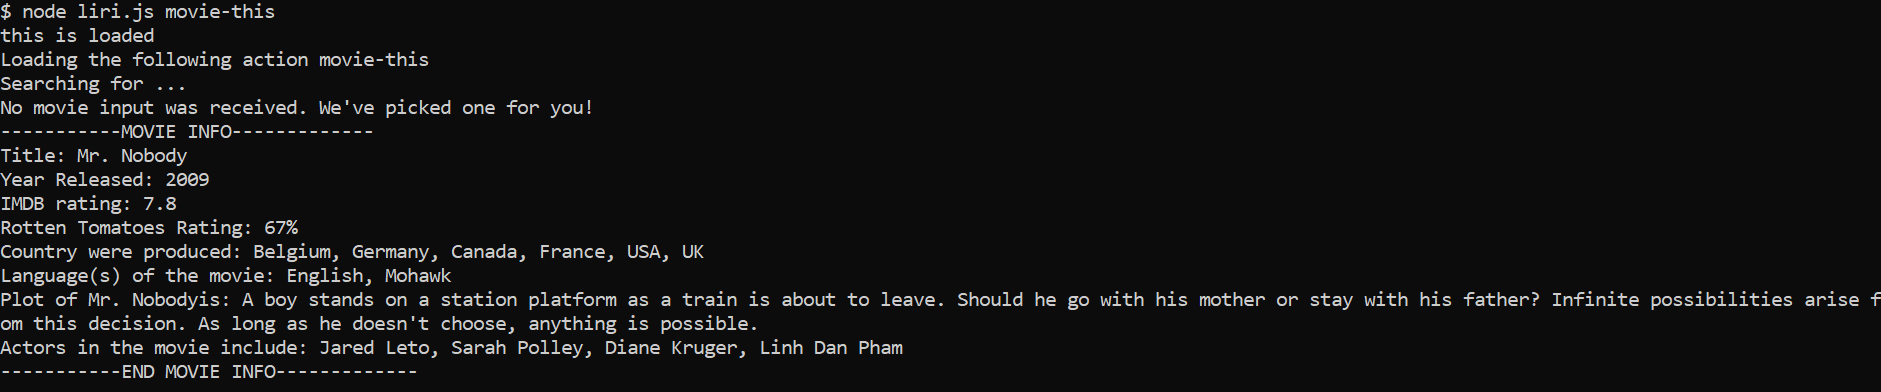 $ node liri.js movie-this
this is loaded
Loading the following action movie-this
Searching for ...
No movie input was received. We've picked one for you!
-----------MOVIE INFO-------------
Title: Mr. Nobody
Year Released: 2009
IMDB rating: 7.8
Rotten Tomatoes Rating: 67%
Country were produced: Belgium, Germany, Canada, France, USA, UK
Language(s) of the movie: English, Mohawk
Plot of Mr. Nobodyis: A boy stands on a station platform as a train is about to leave. Should he go with his mother or stay with his father? Infinite possibilities arise f
om this decision. As long as he doesn't choose, anything is possible.
Actors in the movie include: Jared Leto, Sarah Polley, Diane Kruger, Linh Dan Pham
-----------END MOVIE INFO-------------